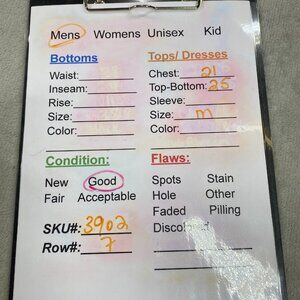 Mens Womens Unisex Kid
Bottoms Tops/ Dresses
Waist: Chest: 21
Inseam: Top-Bottom: 25
Rise: Sleeve:
Size: Size: m
Color: Color:
Condition: Flaws:
New Good Spots Stain
Fair Acceptable Hole Other
Faded Pilling
SKU#: 3902
Row#: 7